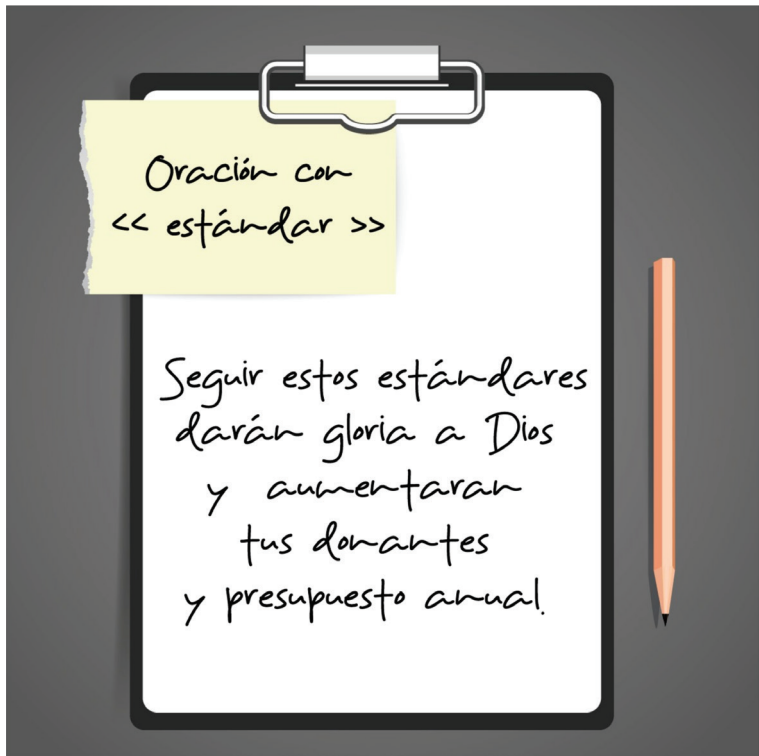 Oración con
<< estándar >>
Seguir estos estándares
darán gloria a Dios
y aumentaran
tus donantes
y presupuesto anual.